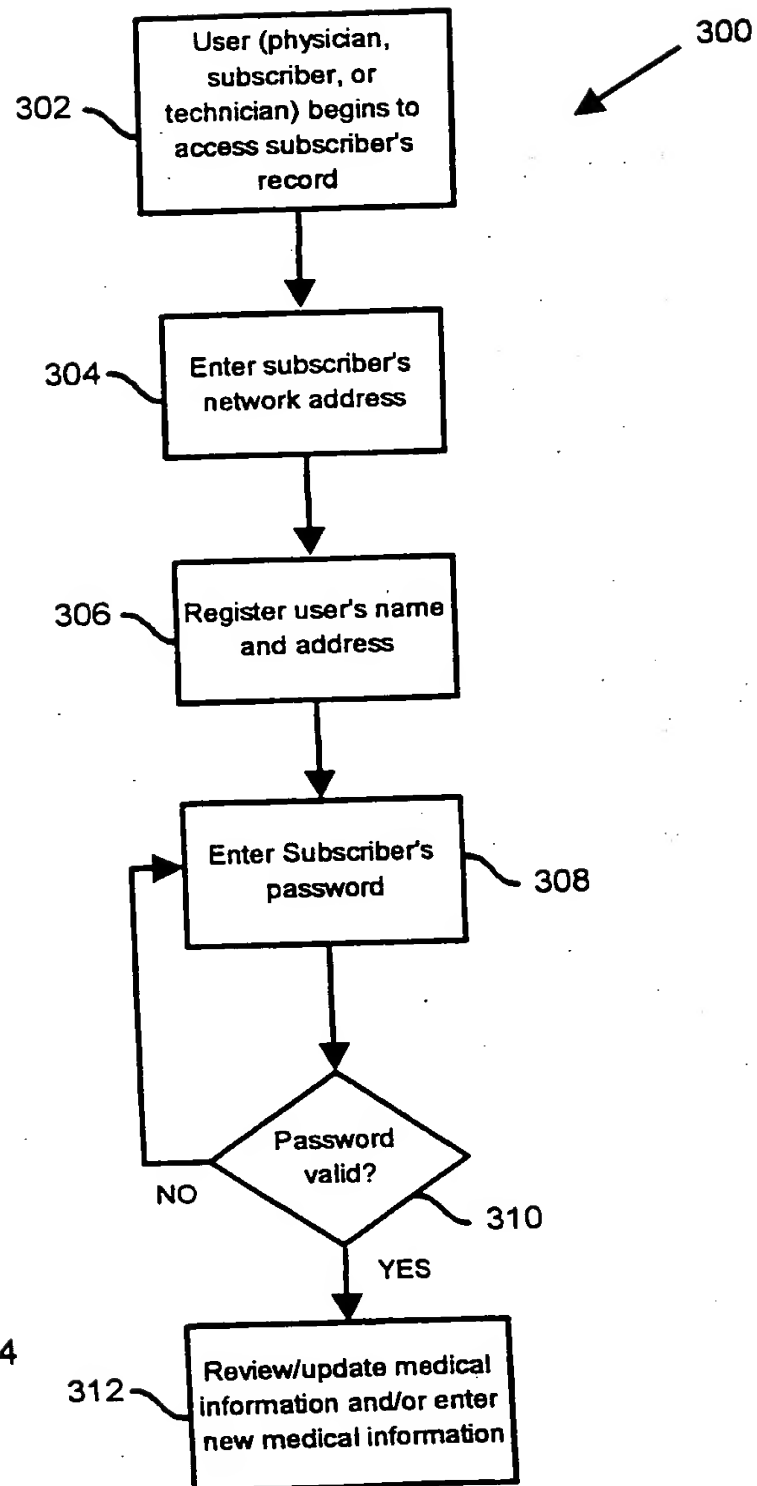 300
302
User (physician,
subscriber, or
technician) begins to
access subscriber's
record
304
Enter subscriber's
network address
306
Register user's name
and address
Enter Subscriber's
password
308
Password
valid?
NO
310
YES
4
312
Review/update medical
information and/or enter
new medical information